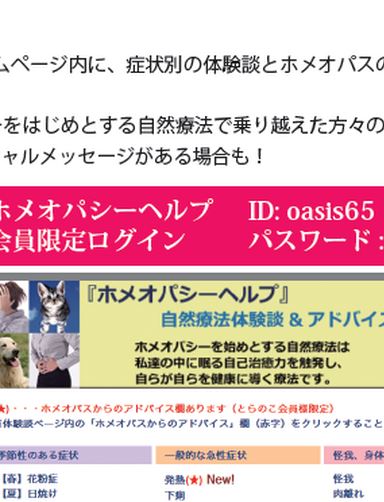 ムページ内に、症状別の体験談とホメオパスの
をはじめとする自然療法で乗り越えた方々の
ャルメッセージがある場合も！
ホメオパシーヘルプ ID: oasis65
会員限定ログイン パスワード：
『ホメオパシーヘルプ』
自然療法体験談 & アドバイス
ホメオパシーを始めとする自然療法は
私達の中に眠る自己治癒力を触発し、
自らが自らを健康に導く療法です。
(★)・・・ホメオパスからのアドバイス欄あります（とらのこ会員様限定）
体験談ページ内の「ホメオパスからのアドバイス」欄（赤字）をクリックすること
季節性のある症状 一般的な急性症状 怪我、身体
【春】花粉症 発熱(★) New! 怪我
【夏】日焼け 下痢 肉離れ